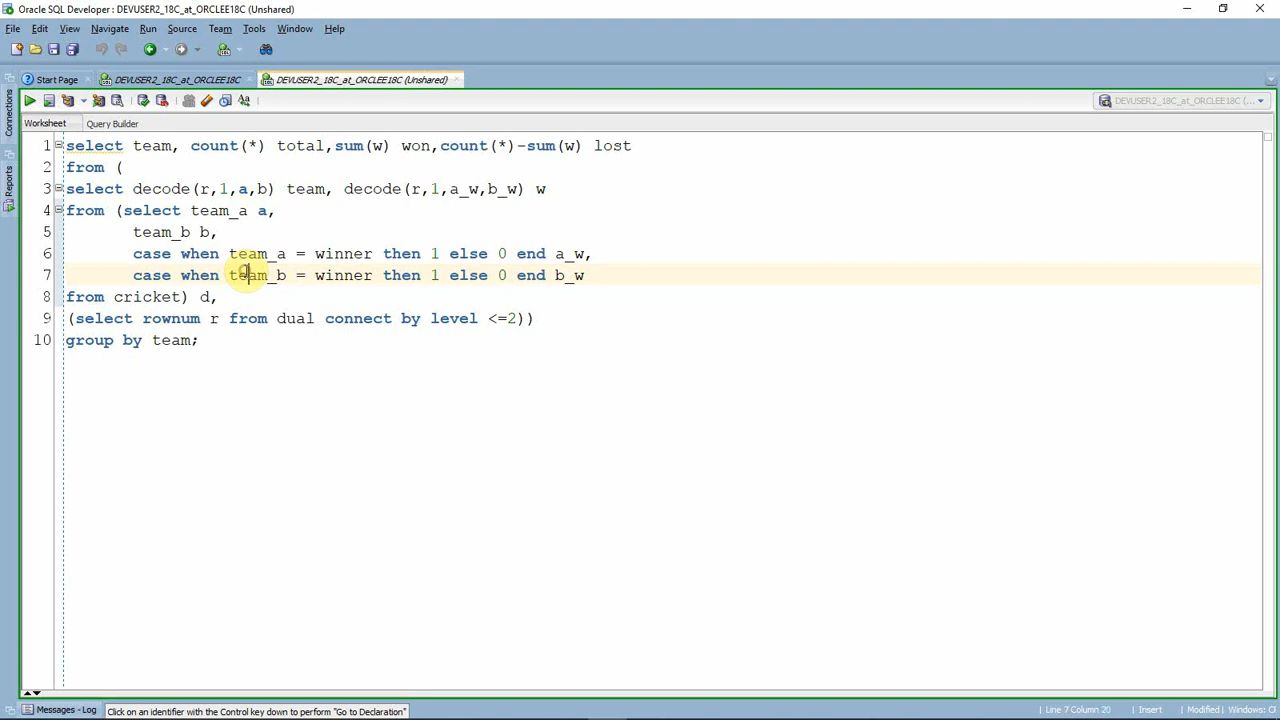 Oracle SQL Developer : DEVUSER2_18C_at_ORCLEE18C (Unshared)
File Edit View Navigate Run Source Team Tools Window Help
Start Page DEVUSER2_18C_at_ORCLEE18C DEVUSER2_18C_at_ORCLEE18C (Unshared)
DEVUSER2_18C_at_ORCLEE18C (...
Worksheet Query Builder
Connections
Reports
1 select team, count(*) total,sum(w) won,count(*)-sum(w) lost
2 from (
3 select decode(r,1,a,b) team, decode(r,1,a_w,b_w) w
4 from (select team_a a,
5 team_b b,
6 case when team_a = winner then 1 else 0 end a_w,
7 case when team_b = winner then 1 else 0 end b_w
8 from cricket) d,
9 (select rownum r from dual connect by level <=2))
10 group by team;
Messages - Log Click on an identifier with the Control key down to perform "Go to Declaration" Line 7 Column 20 Insert Modified Windows: Cl